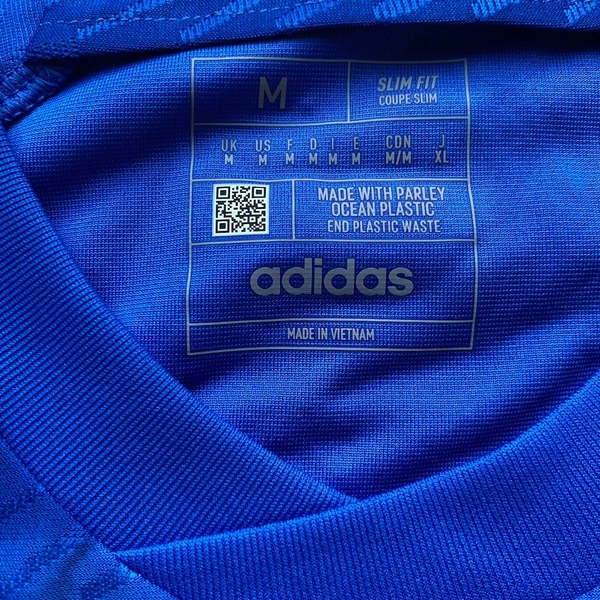 M
SLIM FIT
COUPE SLIM
UK US F D I E CDN J
M M M M M M M/M XL
MADE WITH PARLEY
OCEAN PLASTIC
END PLASTIC WASTE
adidas
MADE IN VIETNAM